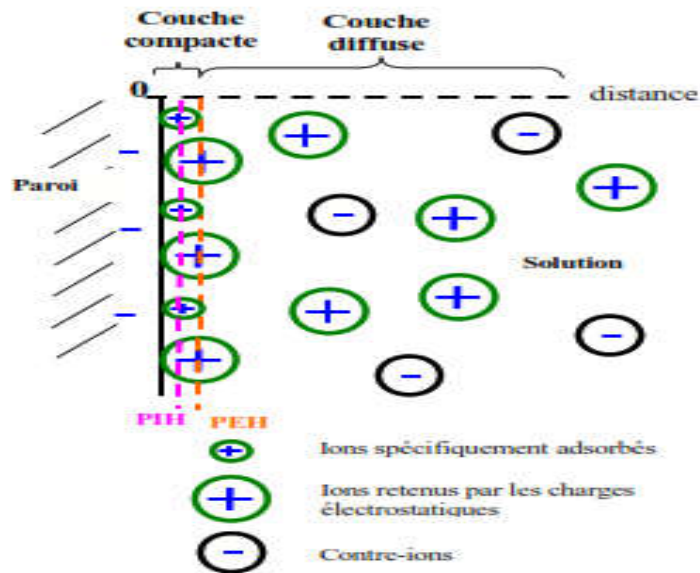 Couche
compacte
Couche
diffuse
0
distance
Paroi
Solution
PIH PEH
Ions spécifiquement adsorbés
Ions retenus par les charges
électrostatiques
Contre-ions